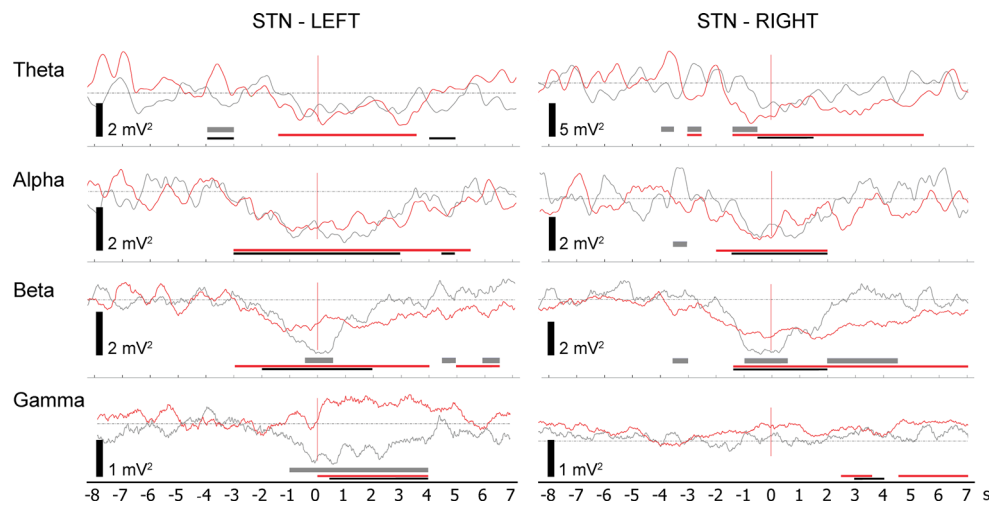 STN - LEFT STN - RIGHT
Theta
2 mV² 5 mV²
Alpha
2 mV² 2 mV²
Beta
2 mV² 2 mV²
Gamma
1 mV² 1 mV²
-8 -7 -6 -5 -4 -3 -2 -1 0 1 2 3 4 5 6 7 -8 -7 -6 -5 -4 -3 -2 -1 0 1 2 3 4 5 6 7 s